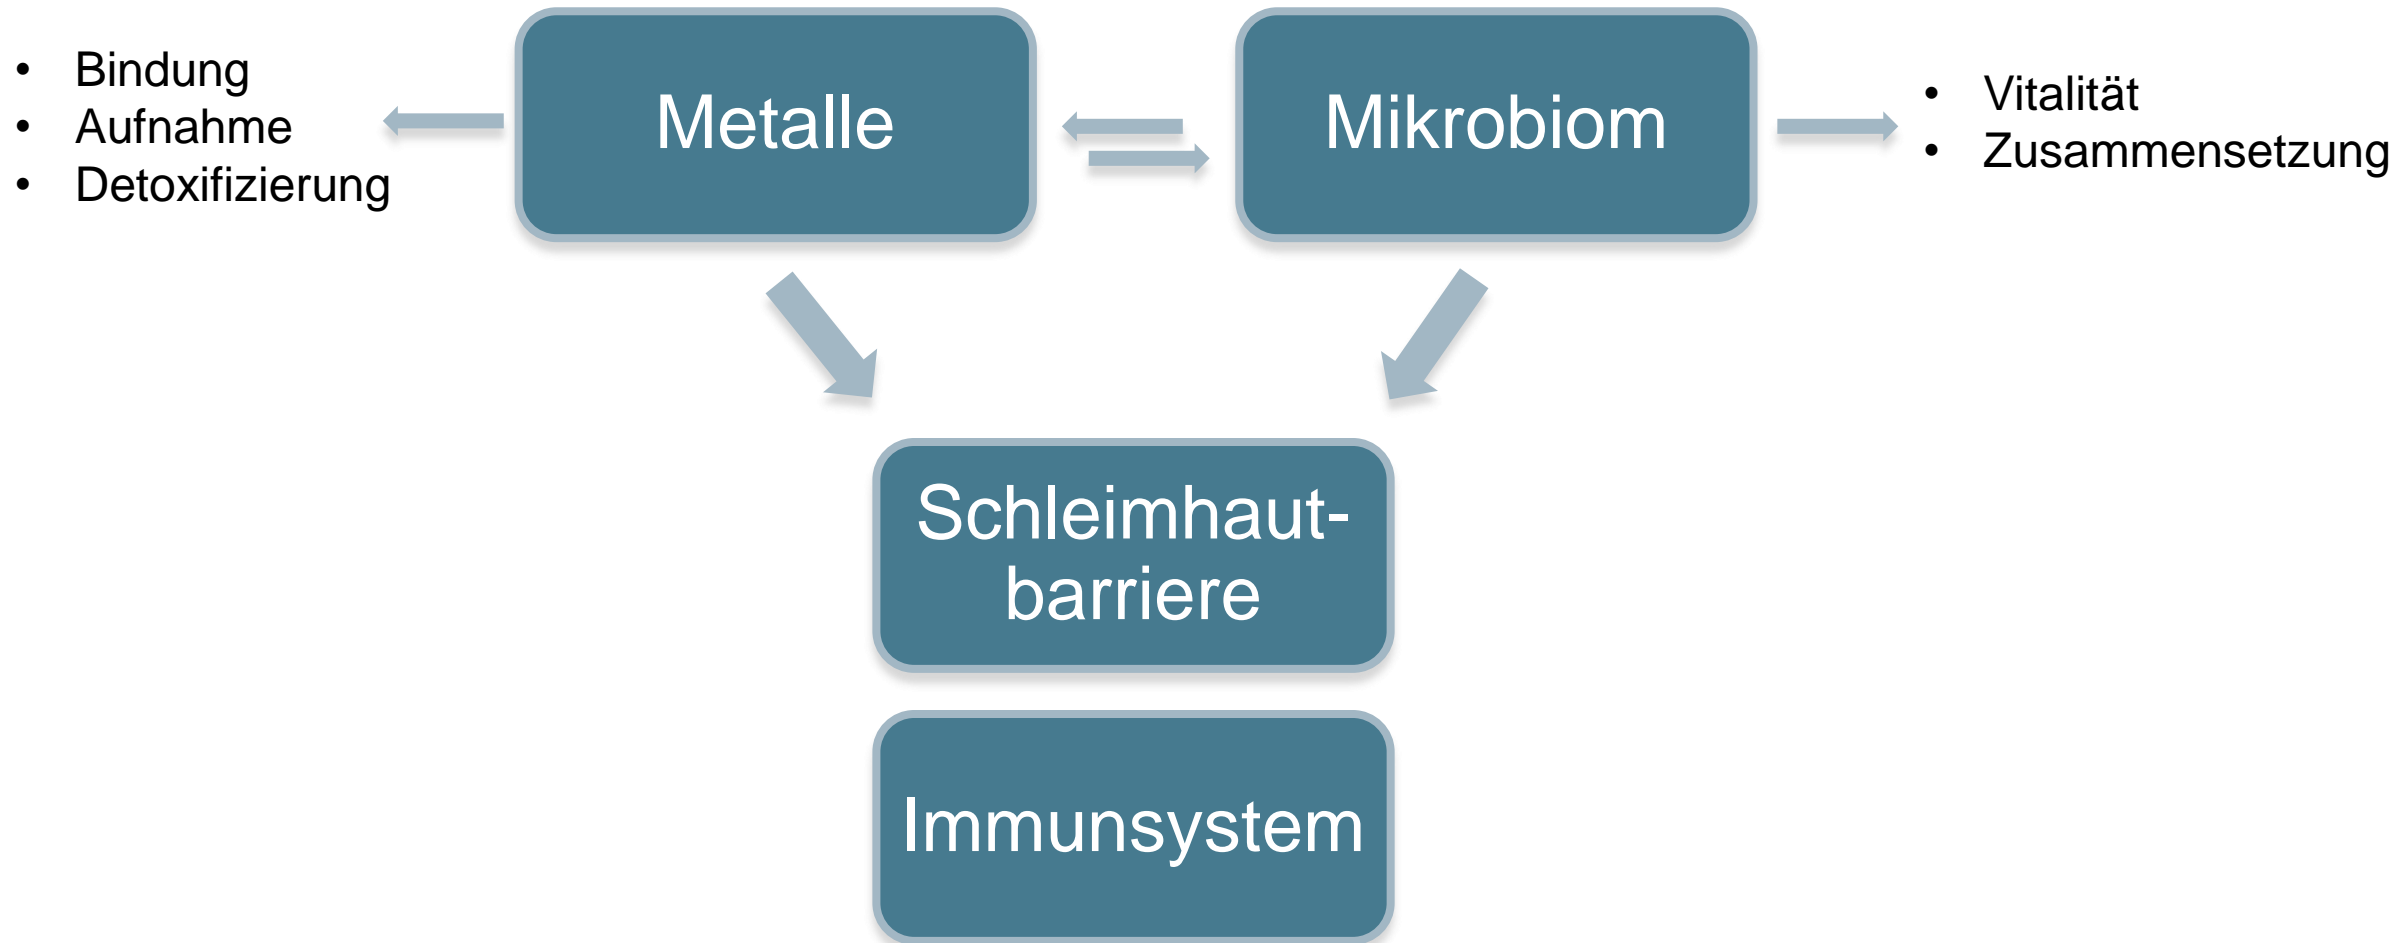 • Bindung
• Aufnahme
• Detoxifizierung
Metalle
Mikrobiom
• Vitalität
• Zusammensetzung
Schleimhaut-
barriere
Immunsystem